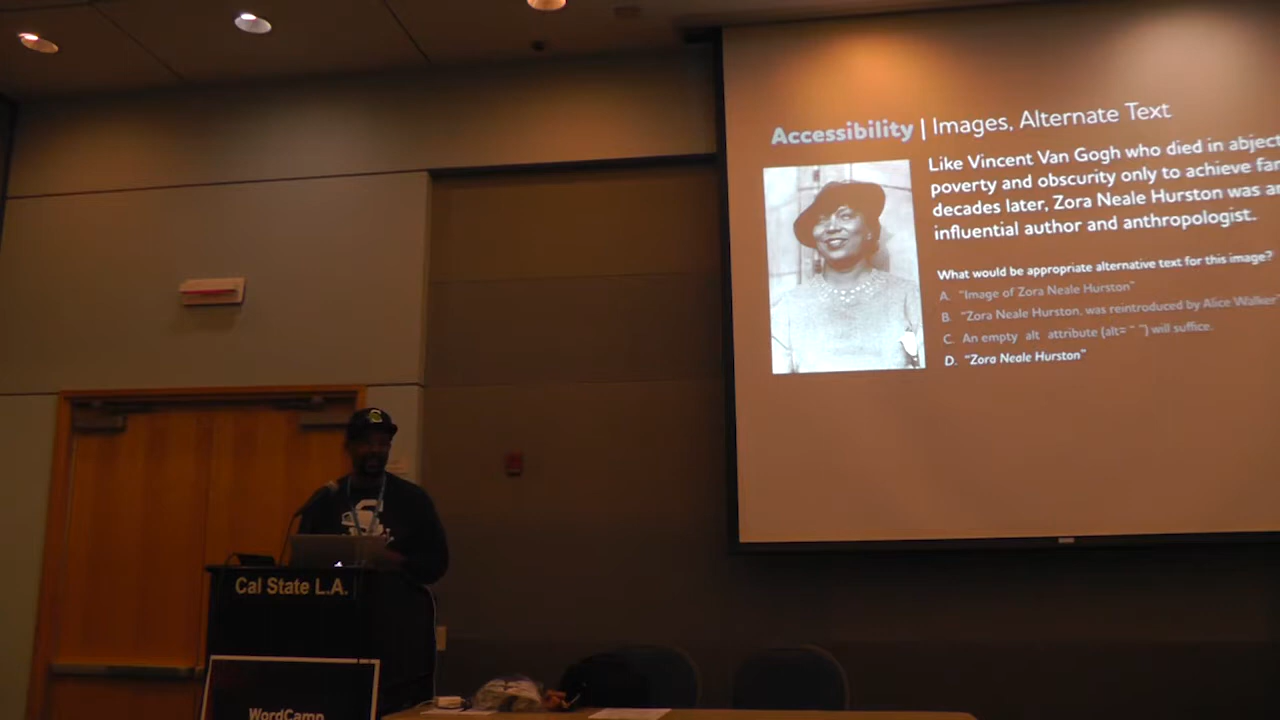 Accessibility | Images, Alternate Text
Like Vincent Van Gogh who died in abject
poverty and obscurity only to achieve
decades later, Zora Neale Hurston was
influential author and anthropologist.
What would be appropriate alternative text for this image?
A. "Image of Zora Neale Hurston"
B. "Zora Neale Hurston, was reintroduced by Alice Walker"
C. An empty alt attribute (alt= " ") will suffice.
D. "Zora Neale Hurston"
Cal State L.A.
WordCamp